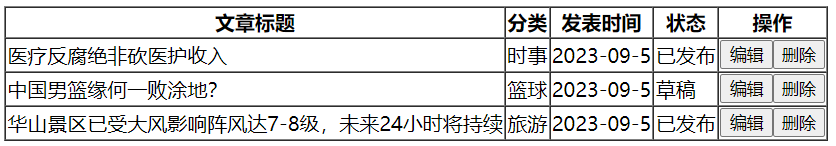 文章标题 分类 发表时间 状态 操作
医疗反腐绝非砍医护收入 时事 2023-09-5 已发布 编辑 删除
中国男篮缘何一败涂地? 篮球 2023-09-5 草稿 编辑 删除
华山景区已受大风影响阵风达7-8级，未来24小时将持续 旅游 2023-09-5 已发布 编辑 删除